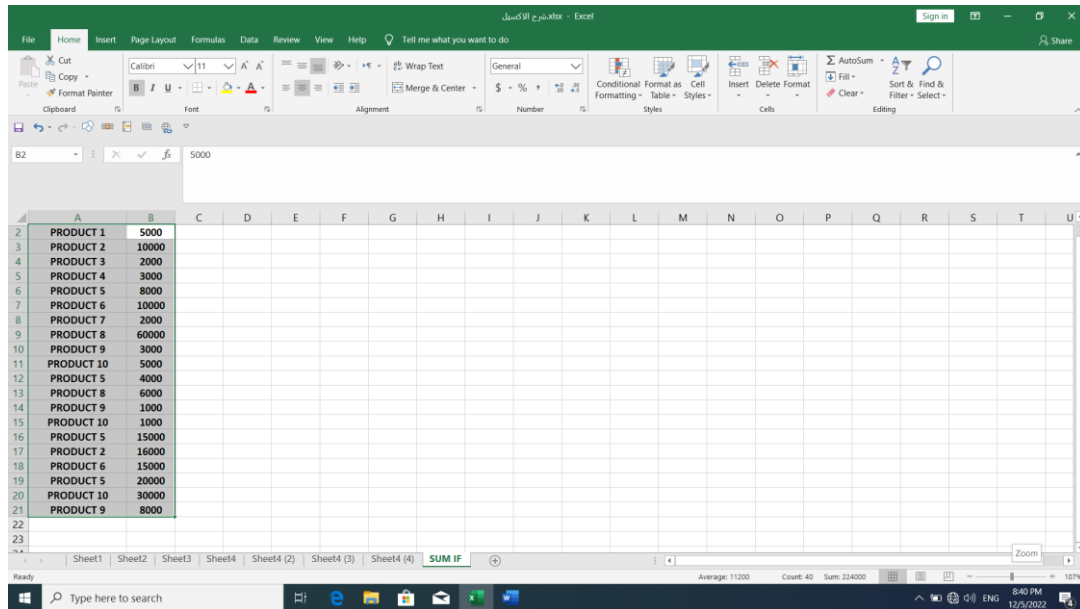 شرح الاكسيل.xlsx - Excel
Sign in
File Home Insert Page Layout Formulas Data Review View Help Tell me what you want to do Share
Paste Cut Copy Format Painter
Calibri 11
B I U
Wrap Text
Merge & Center
General
$ % ,
Conditional Formatting Format as Table Cell Styles
Insert Delete Format
AutoSum Fill Clear
Sort & Filter Find & Select
Clipboard Font Alignment Number Styles Cells Editing
B2 fx 5000
A B C D E F G H I J K L M N O P Q R S T U
2 PRODUCT 1 5000
3 PRODUCT 2 10000
4 PRODUCT 3 2000
5 PRODUCT 4 3000
6 PRODUCT 5 8000
7 PRODUCT 6 10000
8 PRODUCT 7 2000
9 PRODUCT 8 60000
10 PRODUCT 9 3000
11 PRODUCT 10 5000
12 PRODUCT 5 4000
13 PRODUCT 8 6000
14 PRODUCT 9 1000
15 PRODUCT 10 1000
16 PRODUCT 5 15000
17 PRODUCT 2 16000
18 PRODUCT 6 15000
19 PRODUCT 5 20000
20 PRODUCT 10 30000
21 PRODUCT 9 8000
22
23
Zoom
Sheet1 Sheet2 Sheet3 Sheet4 Sheet4 (2) Sheet4 (3) Sheet4 (4) SUM IF
Ready Average: 11200 Count: 40 Sum: 224000 107%
Type here to search ENG 8:40 PM
12/5/2022